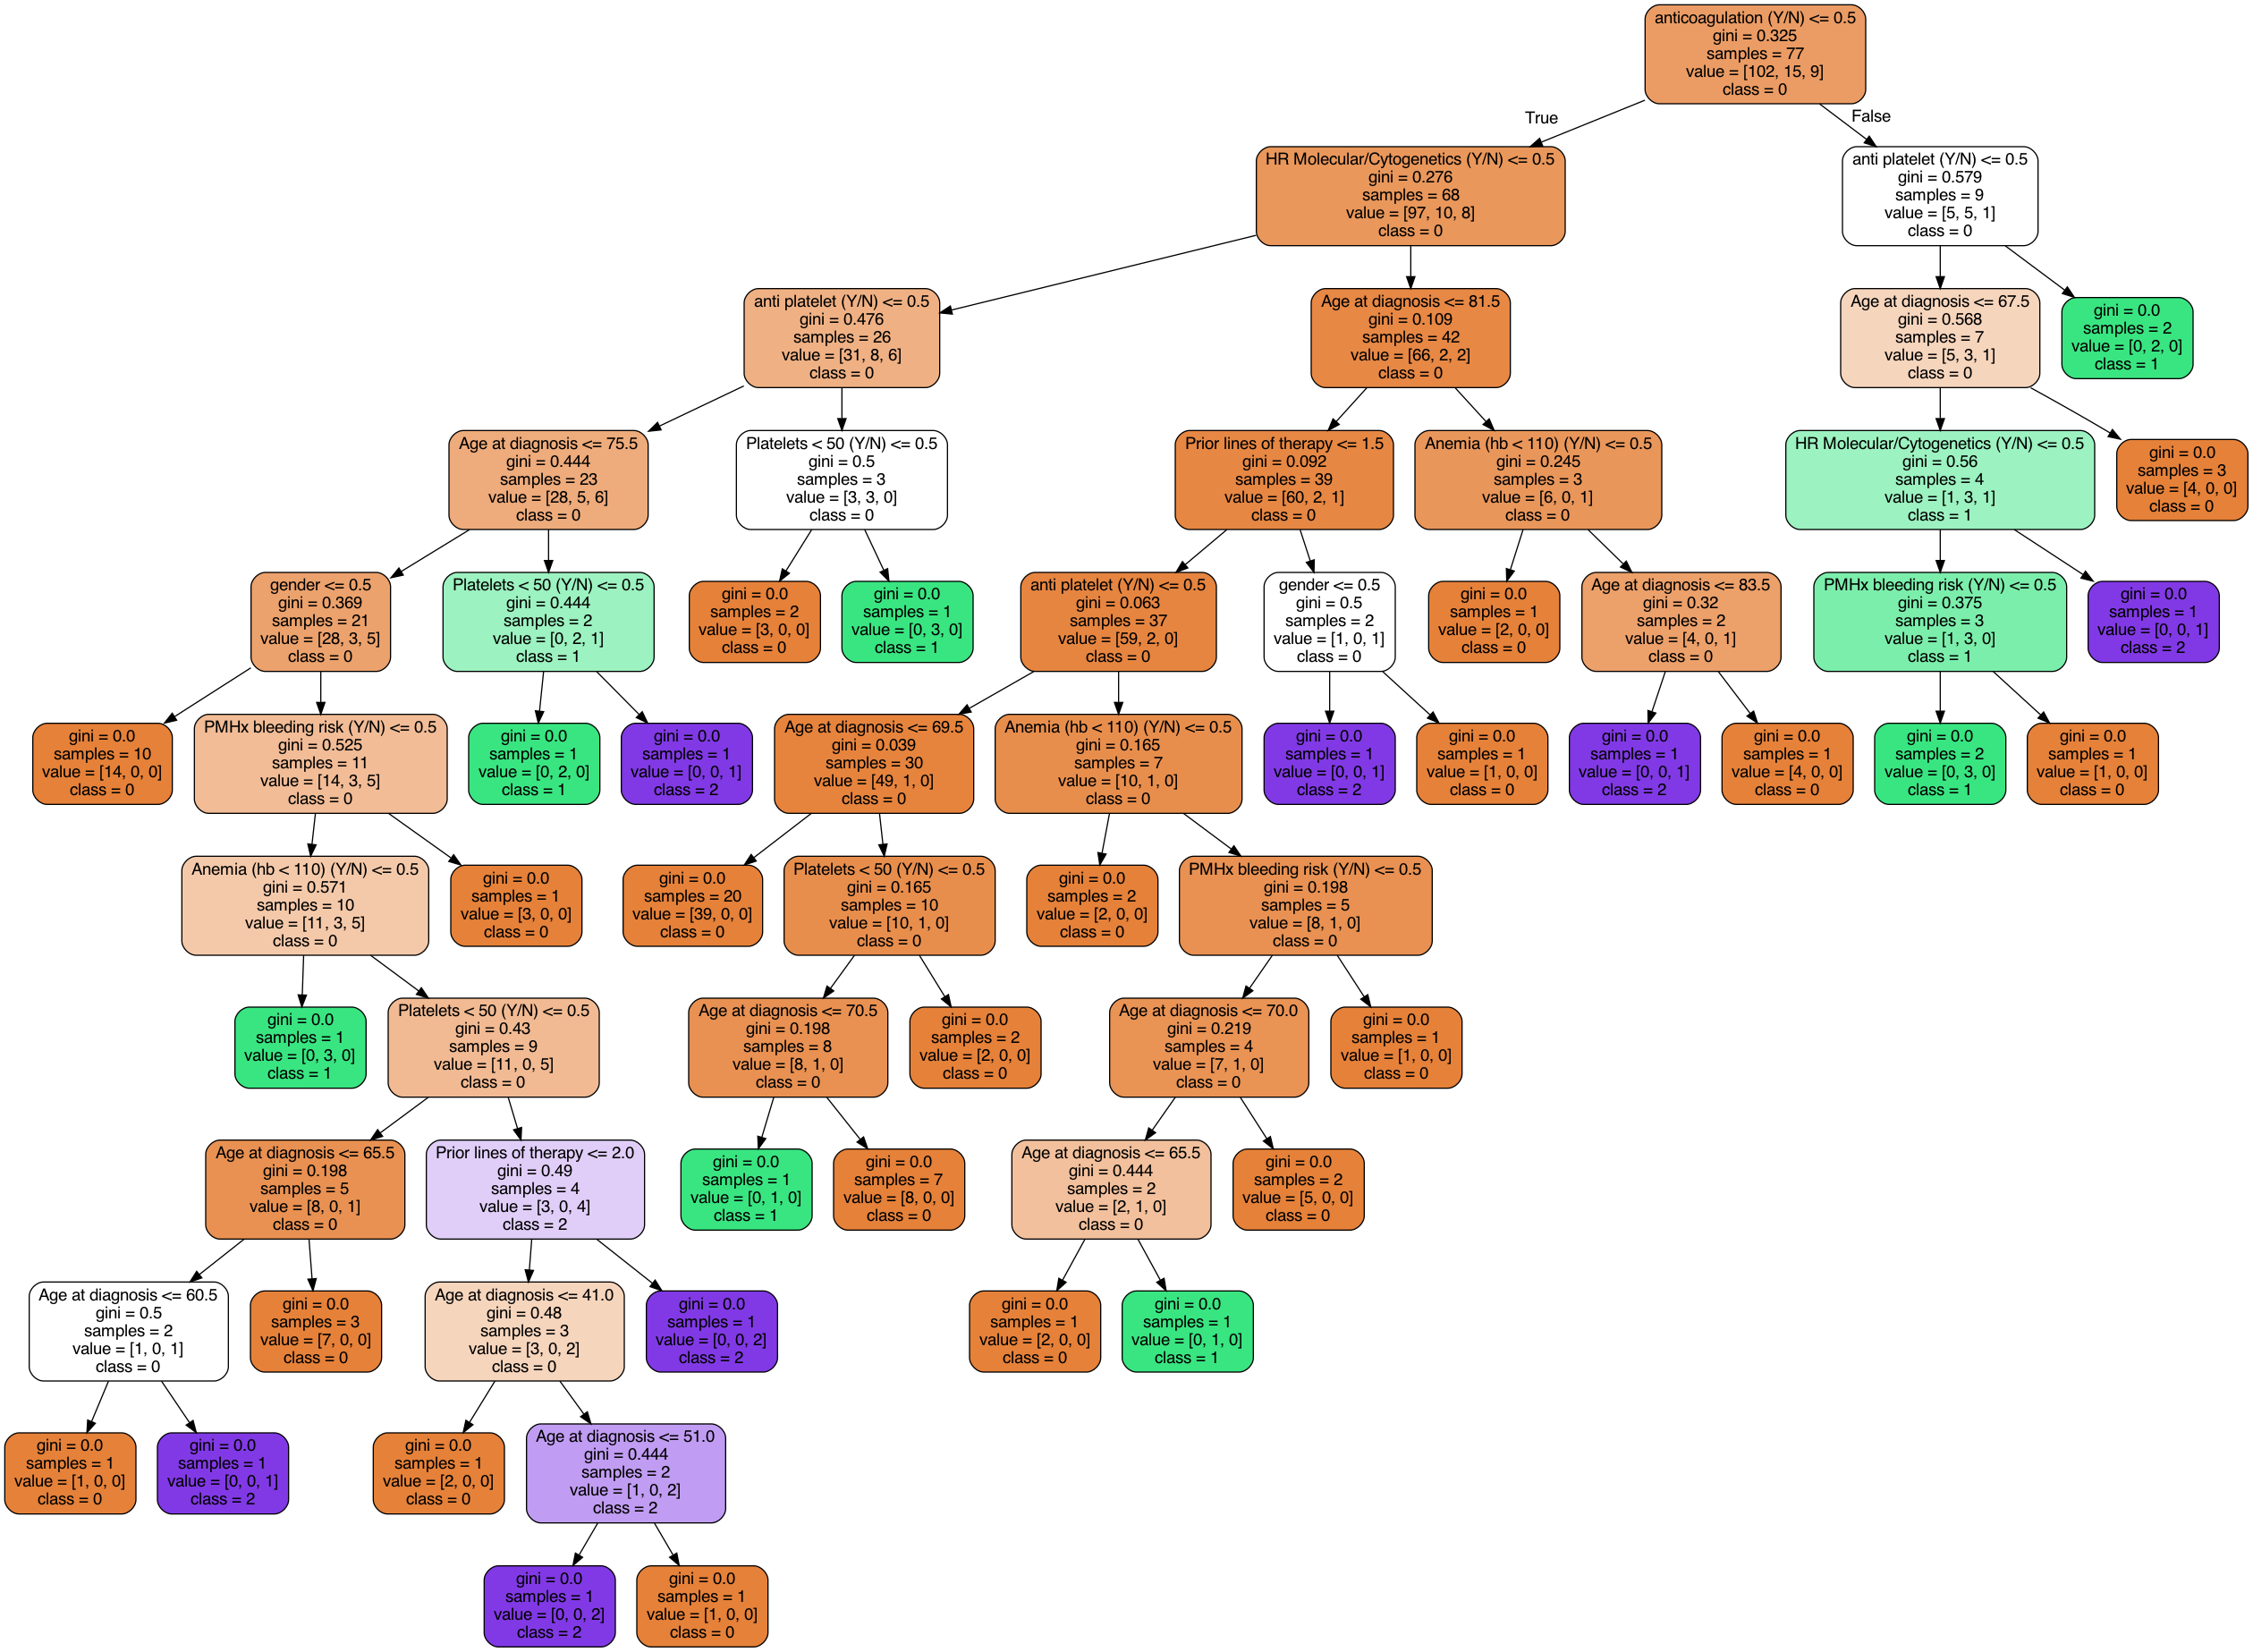 anticoagulation (Y/N) <= 0.5
gini = 0.325
samples = 77
value = [102, 15, 9]
class = 0
True
False
HR Molecular/Cytogenetics (Y/N) <= 0.5
gini = 0.276
samples = 68
value = [97, 10, 8]
class = 0
anti platelet (Y/N) <= 0.5
gini = 0.579
samples = 9
value = [5, 5, 1]
class = 0
anti platelet (Y/N) <= 0.5
gini = 0.476
samples = 26
value = [31, 8, 6]
class = 0
Age at diagnosis <= 81.5
gini = 0.109
samples = 42
value = [66, 2, 2]
class = 0
Age at diagnosis <= 67.5
gini = 0.568
samples = 7
value = [5, 3, 1]
class = 0
gini = 0.0
samples = 2
value = [0, 2, 0]
class = 1
Age at diagnosis <= 75.5
gini = 0.444
samples = 23
value = [28, 5, 6]
class = 0
Platelets < 50 (Y/N) <= 0.5
gini = 0.5
samples = 3
value = [3, 3, 0]
class = 0
Prior lines of therapy <= 1.5
gini = 0.092
samples = 39
value = [60, 2, 1]
class = 0
Anemia (hb < 110) (Y/N) <= 0.5
gini = 0.245
samples = 3
value = [6, 0, 1]
class = 0
HR Molecular/Cytogenetics (Y/N) <= 0.5
gini = 0.56
samples = 4
value = [1, 3, 1]
class = 1
gini = 0.0
samples = 3
value = [4, 0, 0]
class = 0
gender <= 0.5
gini = 0.369
samples = 21
value = [28, 3, 5]
class = 0
Platelets < 50 (Y/N) <= 0.5
gini = 0.444
samples = 2
value = [0, 2, 1]
class = 1
gini = 0.0
samples = 2
value = [3, 0, 0]
class = 0
gini = 0.0
samples = 1
value = [0, 3, 0]
class = 1
anti platelet (Y/N) <= 0.5
gini = 0.063
samples = 37
value = [59, 2, 0]
class = 0
gender <= 0.5
gini = 0.5
samples = 2
value = [1, 0, 1]
class = 0
gini = 0.0
samples = 1
value = [2, 0, 0]
class = 0
Age at diagnosis <= 83.5
gini = 0.32
samples = 2
value = [4, 0, 1]
class = 0
PMHx bleeding risk (Y/N) <= 0.5
gini = 0.375
samples = 3
value = [1, 3, 0]
class = 1
gini = 0.0
samples = 1
value = [0, 0, 1]
class = 2
gini = 0.0
samples = 10
value = [14, 0, 0]
class = 0
PMHx bleeding risk (Y/N) <= 0.5
gini = 0.525
samples = 11
value = [14, 3, 5]
class = 0
gini = 0.0
samples = 1
value = [0, 2, 0]
class = 1
gini = 0.0
samples = 1
value = [0, 0, 1]
class = 2
Age at diagnosis <= 69.5
gini = 0.039
samples = 30
value = [49, 1, 0]
class = 0
Anemia (hb < 110) (Y/N) <= 0.5
gini = 0.165
samples = 7
value = [10, 1, 0]
class = 0
gini = 0.0
samples = 1
value = [0, 0, 1]
class = 2
gini = 0.0
samples = 1
value = [1, 0, 0]
class = 0
gini = 0.0
samples = 1
value = [0, 0, 1]
class = 2
gini = 0.0
samples = 1
value = [4, 0, 0]
class = 0
gini = 0.0
samples = 2
value = [0, 3, 0]
class = 1
gini = 0.0
samples = 1
value = [1, 0, 0]
class = 0
Anemia (hb < 110) (Y/N) <= 0.5
gini = 0.571
samples = 10
value = [11, 3, 5]
class = 0
gini = 0.0
samples = 1
value = [3, 0, 0]
class = 0
gini = 0.0
samples = 20
value = [39, 0, 0]
class = 0
Platelets < 50 (Y/N) <= 0.5
gini = 0.165
samples = 10
value = [10, 1, 0]
class = 0
gini = 0.0
samples = 2
value = [2, 0, 0]
class = 0
PMHx bleeding risk (Y/N) <= 0.5
gini = 0.198
samples = 5
value = [8, 1, 0]
class = 0
gini = 0.0
samples = 1
value = [0, 3, 0]
class = 1
Platelets < 50 (Y/N) <= 0.5
gini = 0.43
samples = 9
value = [11, 0, 5]
class = 0
Age at diagnosis <= 70.5
gini = 0.198
samples = 8
value = [8, 1, 0]
class = 0
gini = 0.0
samples = 2
value = [2, 0, 0]
class = 0
Age at diagnosis <= 70.0
gini = 0.219
samples = 4
value = [7, 1, 0]
class = 0
gini = 0.0
samples = 1
value = [1, 0, 0]
class = 0
Age at diagnosis <= 65.5
gini = 0.198
samples = 5
value = [8, 0, 1]
class = 0
Prior lines of therapy <= 2.0
gini = 0.49
samples = 4
value = [3, 0, 4]
class = 2
gini = 0.0
samples = 1
value = [0, 1, 0]
class = 1
gini = 0.0
samples = 7
value = [8, 0, 0]
class = 0
Age at diagnosis <= 65.5
gini = 0.444
samples = 2
value = [2, 1, 0]
class = 0
gini = 0.0
samples = 2
value = [5, 0, 0]
class = 0
Age at diagnosis <= 60.5
gini = 0.5
samples = 2
value = [1, 0, 1]
class = 0
gini = 0.0
samples = 3
value = [7, 0, 0]
class = 0
Age at diagnosis <= 41.0
gini = 0.48
samples = 3
value = [3, 0, 2]
class = 0
gini = 0.0
samples = 1
value = [0, 0, 2]
class = 2
gini = 0.0
samples = 1
value = [2, 0, 0]
class = 0
gini = 0.0
samples = 1
value = [0, 1, 0]
class = 1
gini = 0.0
samples = 1
value = [1, 0, 0]
class = 0
gini = 0.0
samples = 1
value = [0, 0, 1]
class = 2
gini = 0.0
samples = 1
value = [2, 0, 0]
class = 0
Age at diagnosis <= 51.0
gini = 0.444
samples = 2
value = [1, 0, 2]
class = 2
gini = 0.0
samples = 1
value = [0, 0, 2]
class = 2
gini = 0.0
samples = 1
value = [1, 0, 0]
class = 0